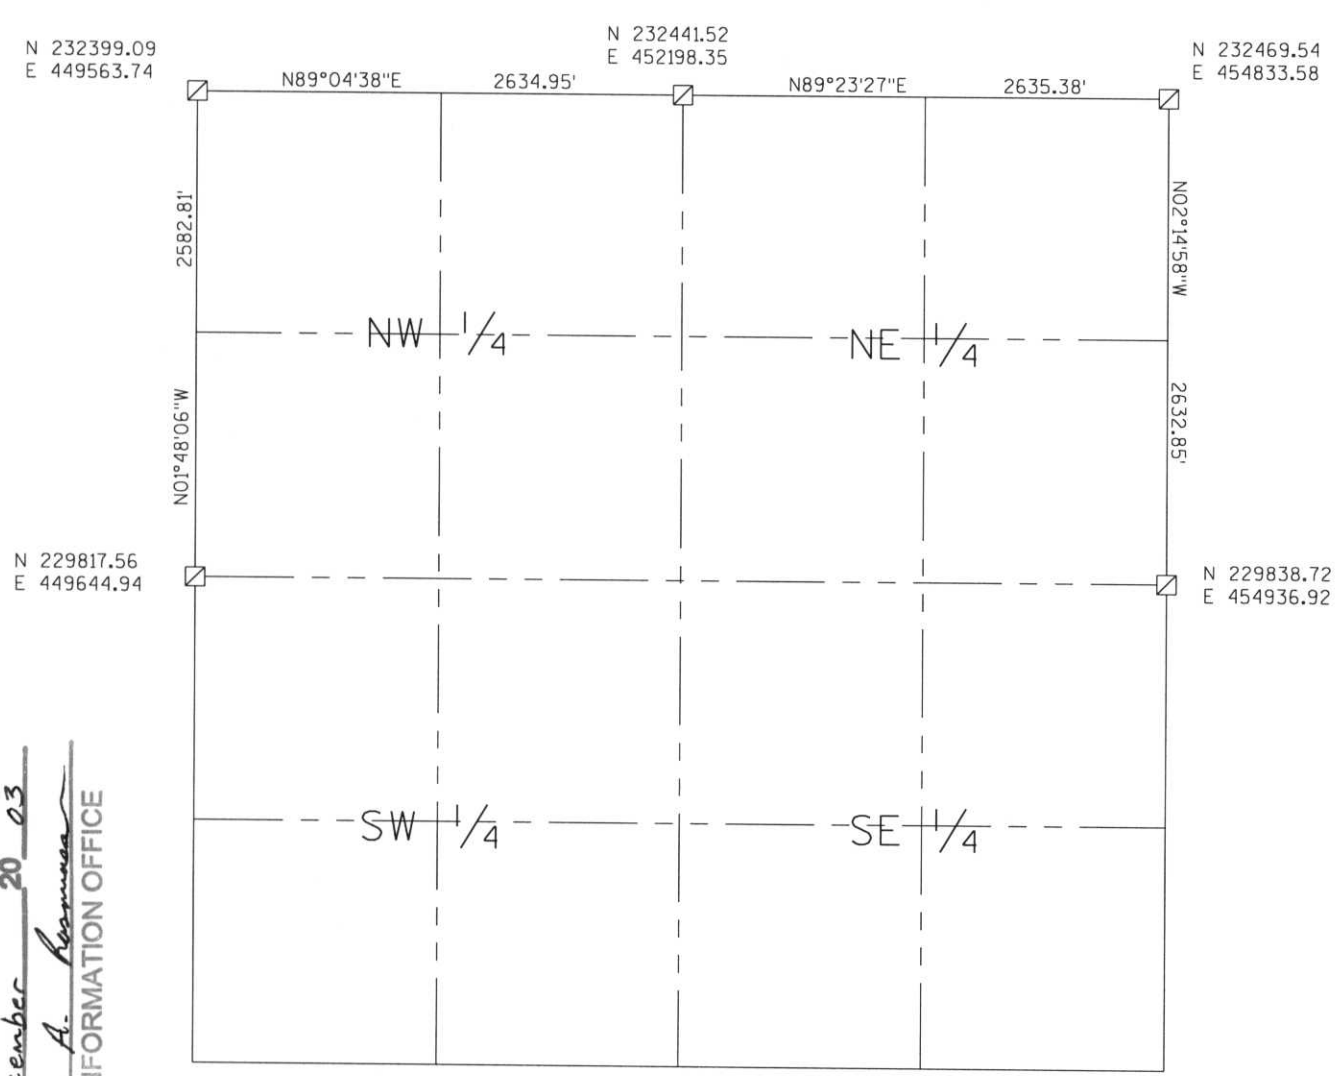 N 232441.52
E 452198.35
N 232399.09
E 449563.74
N 232469.54
E 454833.58
N89°04'38"E 2634.95'
N89°23'27"E 2635.38'
2582.81'
N01°48'06"W
N02°14'58"W
2632.85'
NW 1/4
NE 1/4
N 229817.56
E 449644.94
N 229838.72
E 454936.92
SW 1/4
SE 1/4
20 03
A.